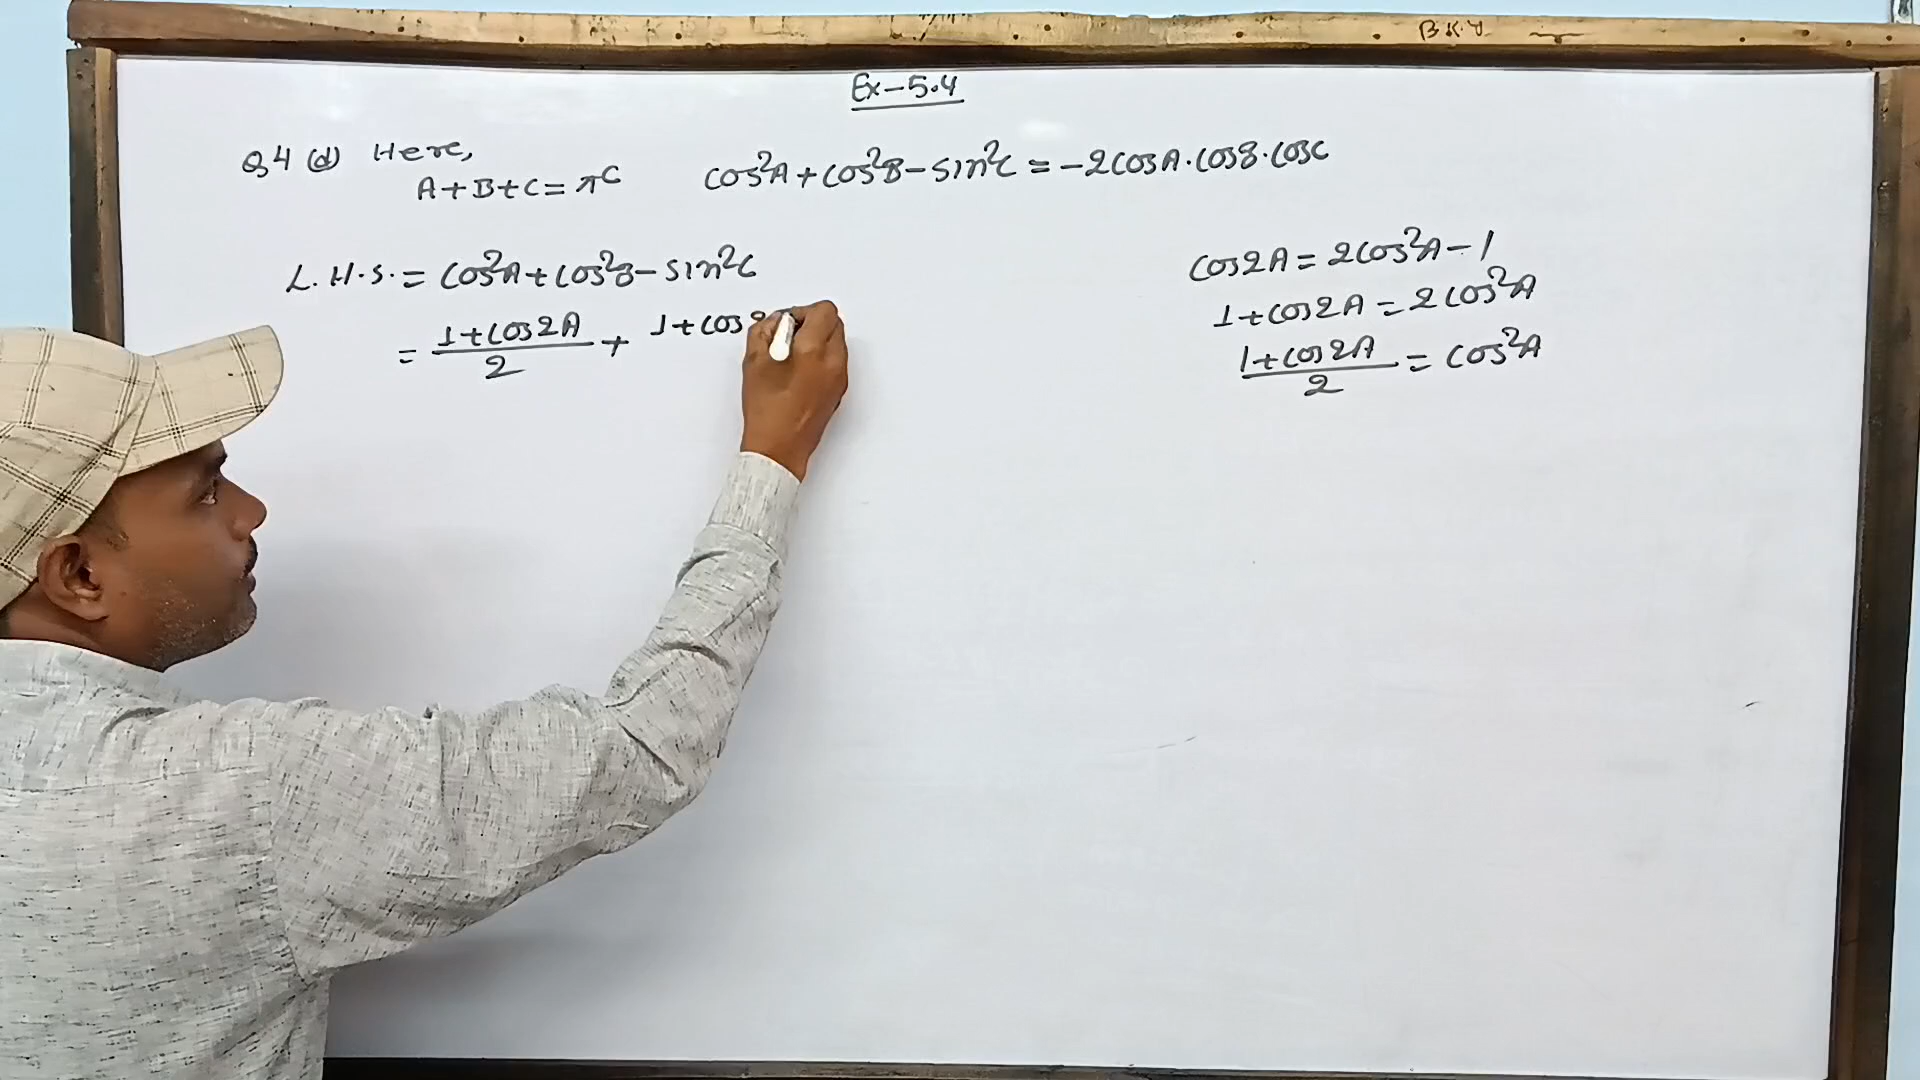 B.K.Y
Ex-5.4
Q4 (d) Here,
A+B+C=πᶜ
cos²A+cos²B-sin²C=-2cosA.cosB.cosC
L.H.S.=cos²A+cos²B-sin²C
=(1+cos2A)/2 + 1+cos
cos2A=2cos²A-1
1+cos2A=2cos²A
(1+cos2A)/2=cos²A